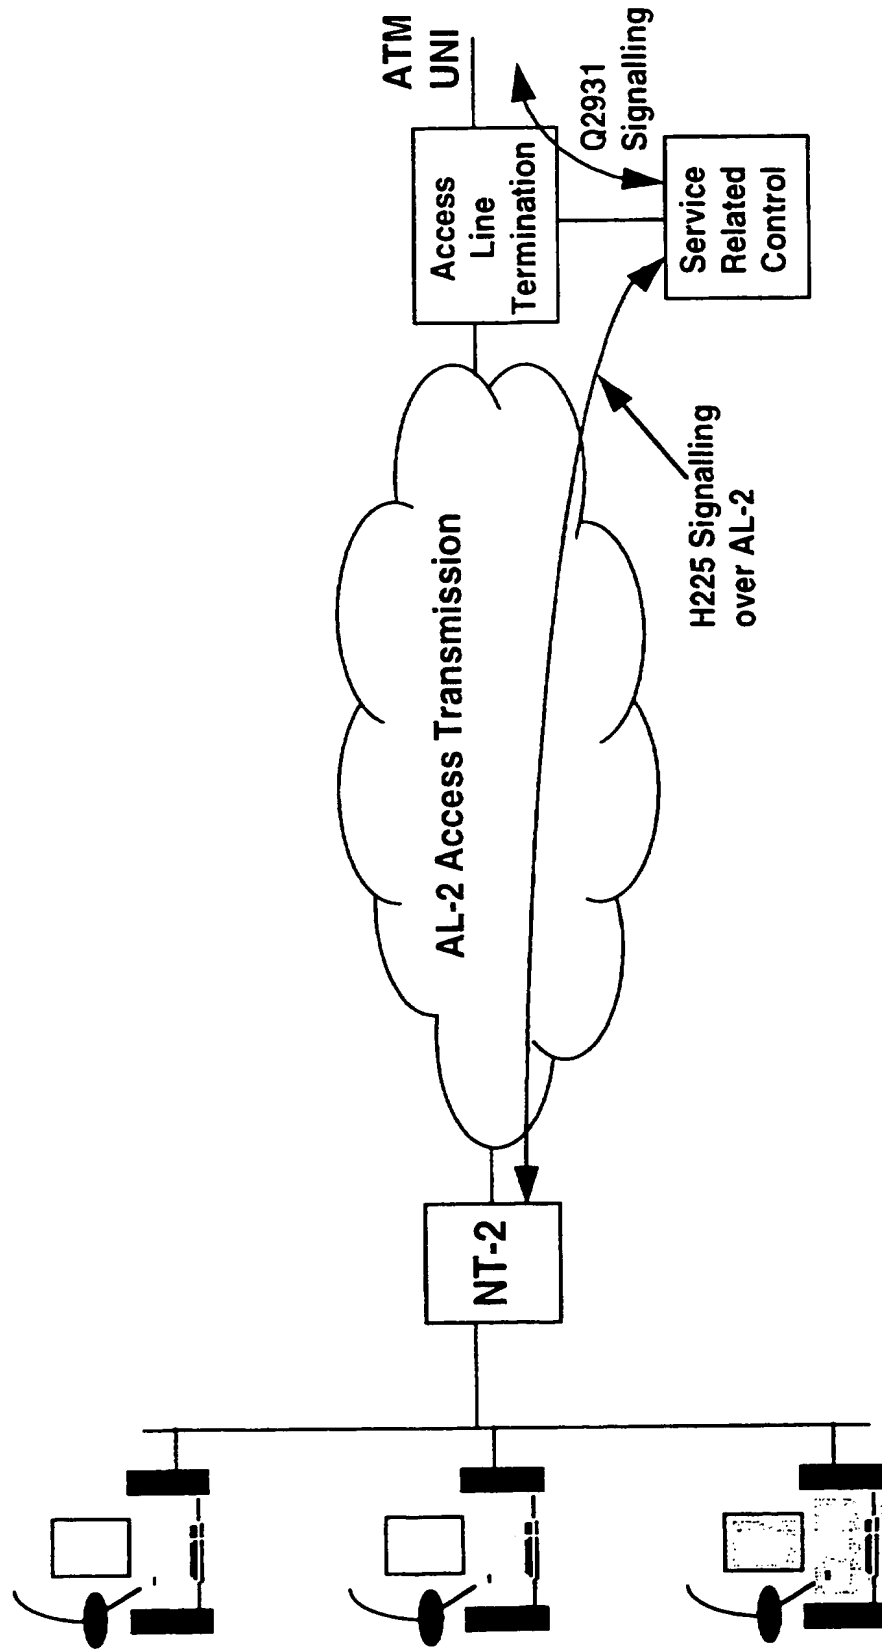 NT-2
AL-2 Access Transmission
H225 Signalling
over AL-2
Access
Line
Termination
ATM
UNI
Q2931
Signalling
Service
Related
Control